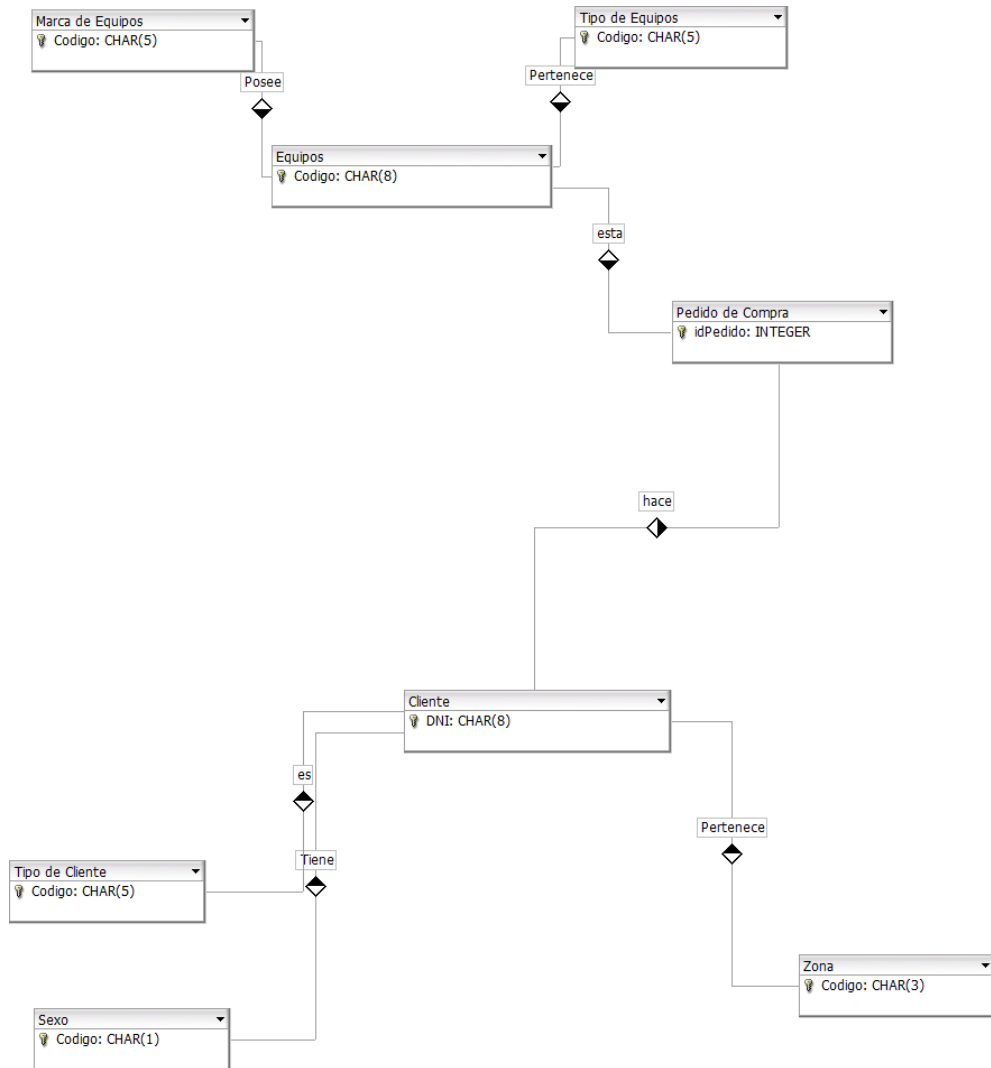 Marca de Equipos
Codigo: CHAR(5)
Tipo de Equipos
Codigo: CHAR(5)
Posee
Pertenece
Equipos
Codigo: CHAR(8)
esta
Pedido de Compra
idPedido: INTEGER
hace
Cliente
DNI: CHAR(8)
es
Pertenece
Tiene
Tipo de Cliente
Codigo: CHAR(5)
Zona
Codigo: CHAR(3)
Sexo
Codigo: CHAR(1)